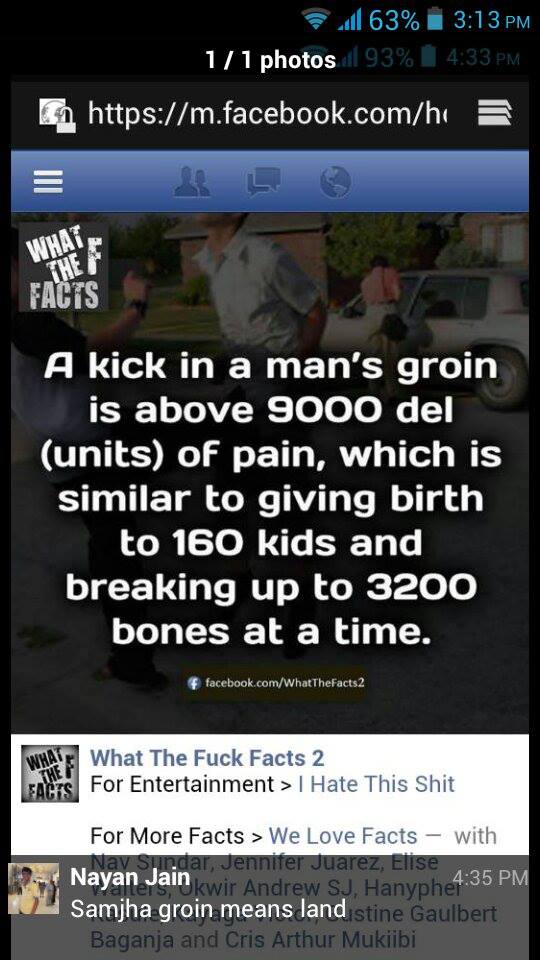 63% 3:13 PM
1 / 1 photos
93% 4:33 PM
https://m.facebook.com/h
WHAT
THE F
FACTS
A kick in a man's groin
is above 9000 del
(units) of pain, which is
similar to giving birth
to 160 kids and
breaking up to 3200
bones at a time.
facebook.com/WhatTheFacts2
WHAT
THE F
FACTS
What The Fuck Facts 2
For Entertainment > I Hate This Shit
For More Facts > We Love Facts — with
Nav Sundar, Jennifer Juarez, Elise
Nayan Jain
4:35 PM
Walters, Okwir Andrew SJ, Hanypher
Samjha groin means land
Gaulbert
Baganja and Cris Arthur Mukiibi